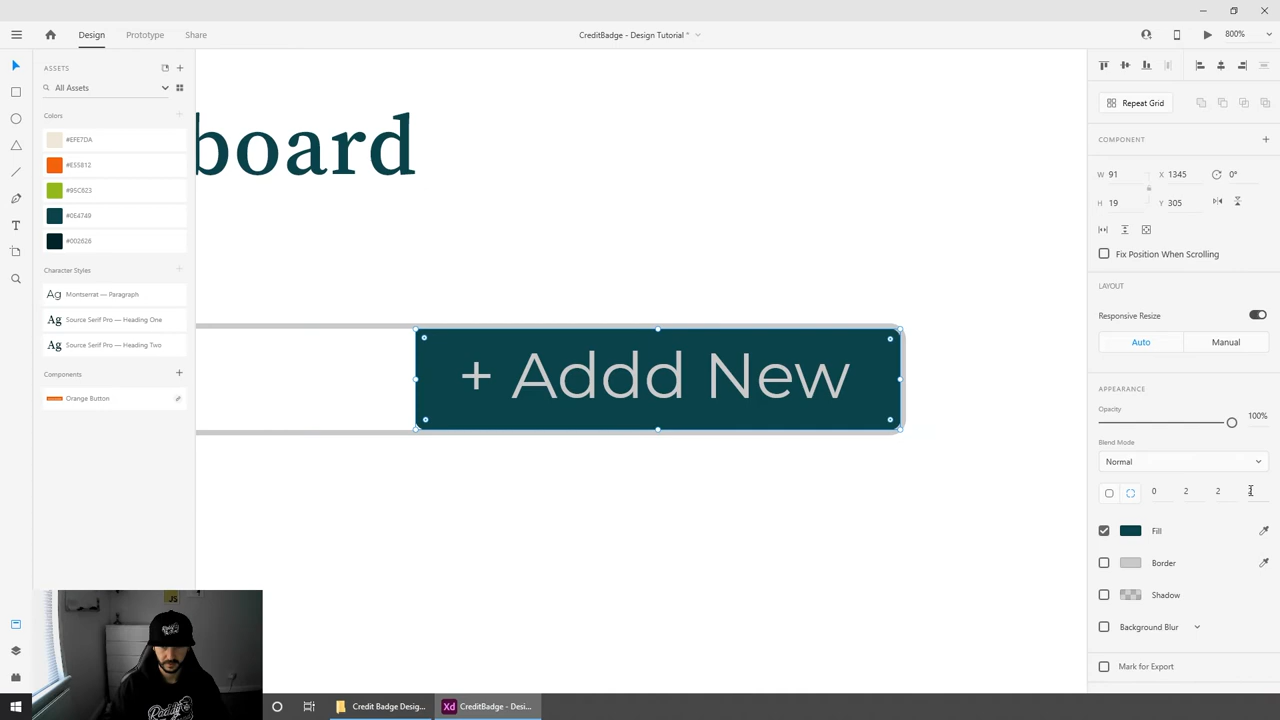 Design
Prototype
Share
CreditBadge - Design Tutorial *
800%
ASSETS
All Assets
Colors
#EFE7DA
#E55812
#95C623
#0E4749
#002626
Character Styles
Ag Montserrat — Paragraph
Ag Source Serif Pro — Heading One
Ag Source Serif Pro — Heading Two
Components
Orange Button
board
+ Addd New
Repeat Grid
COMPONENT
W 91 X 1345 0°
H 19 Y 305
Fix Position When Scrolling
LAYOUT
Responsive Resize
Auto Manual
APPEARANCE
Opacity
100%
Blend Mode
Normal
0 2 2
Fill
Border
Shadow
Background Blur
Mark for Export
JS
Credit Badge Desig...
Xd CreditBadge - Desi...